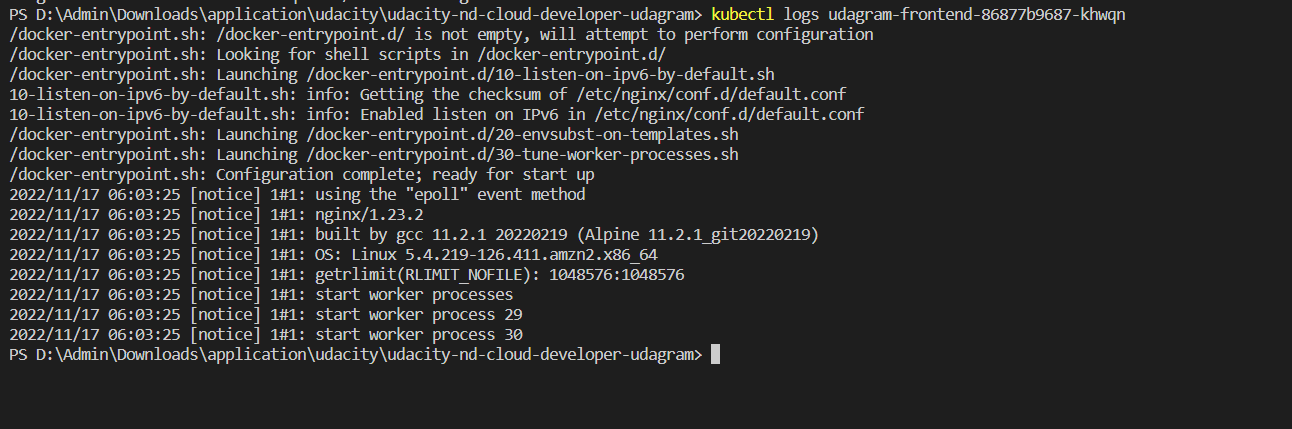 PS D:\Admin\Downloads\application\udacity\udacity-nd-cloud-developer-udagram> kubectl logs udagram-frontend-86877b9687-khwqn
/docker-entrypoint.sh: /docker-entrypoint.d/ is not empty, will attempt to perform configuration
/docker-entrypoint.sh: Looking for shell scripts in /docker-entrypoint.d/
/docker-entrypoint.sh: Launching /docker-entrypoint.d/10-listen-on-ipv6-by-default.sh
10-listen-on-ipv6-by-default.sh: info: Getting the checksum of /etc/nginx/conf.d/default.conf
10-listen-on-ipv6-by-default.sh: info: Enabled listen on IPv6 in /etc/nginx/conf.d/default.conf
/docker-entrypoint.sh: Launching /docker-entrypoint.d/20-envsubst-on-templates.sh
/docker-entrypoint.sh: Launching /docker-entrypoint.d/30-tune-worker-processes.sh
/docker-entrypoint.sh: Configuration complete; ready for start up
2022/11/17 06:03:25 [notice] 1#1: using the "epoll" event method
2022/11/17 06:03:25 [notice] 1#1: nginx/1.23.2
2022/11/17 06:03:25 [notice] 1#1: built by gcc 11.2.1 20220219 (Alpine 11.2.1_git20220219)
2022/11/17 06:03:25 [notice] 1#1: OS: Linux 5.4.219-126.411.amzn2.x86_64
2022/11/17 06:03:25 [notice] 1#1: getrlimit(RLIMIT_NOFILE): 1048576:1048576
2022/11/17 06:03:25 [notice] 1#1: start worker processes
2022/11/17 06:03:25 [notice] 1#1: start worker process 29
2022/11/17 06:03:25 [notice] 1#1: start worker process 30
PS D:\Admin\Downloads\application\udacity\udacity-nd-cloud-developer-udagram>